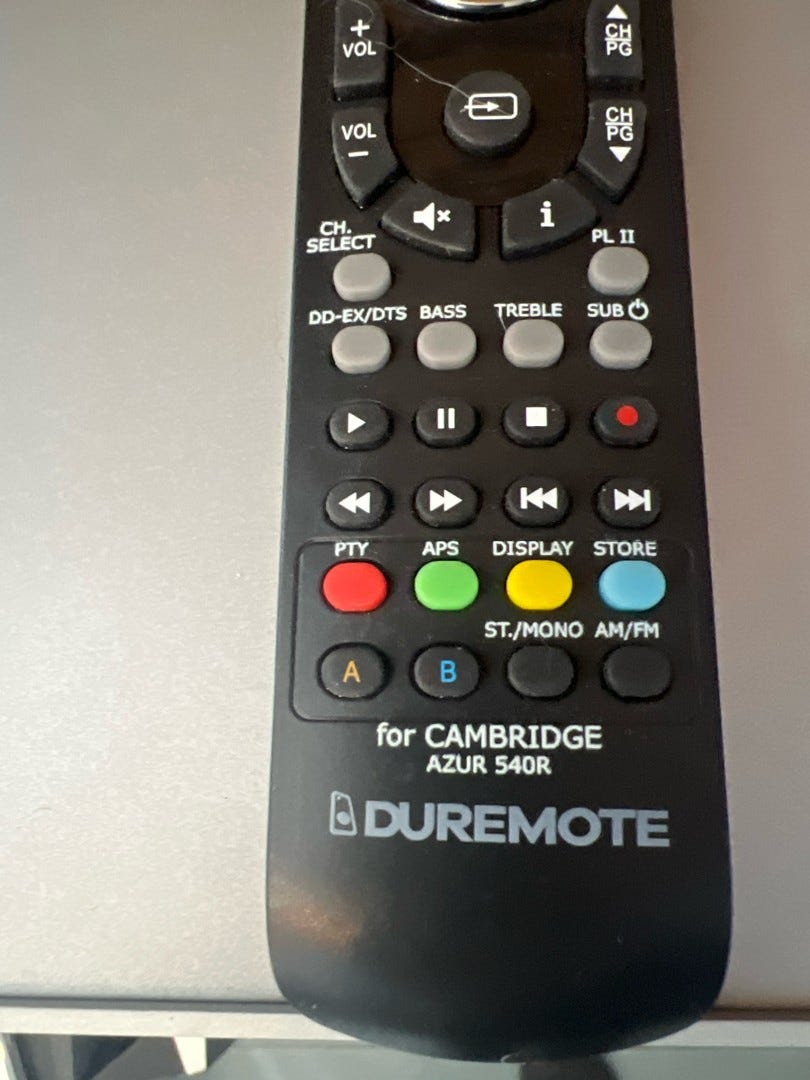 +
VOL
CH
PG
VOL
−
CH
PG
i
CH.
SELECT
PL II
DD-EX/DTS BASS TREBLE SUB
PTY APS DISPLAY STORE
ST./MONO AM/FM
A B
for CAMBRIDGE
AZUR 540R
DUREMOTE